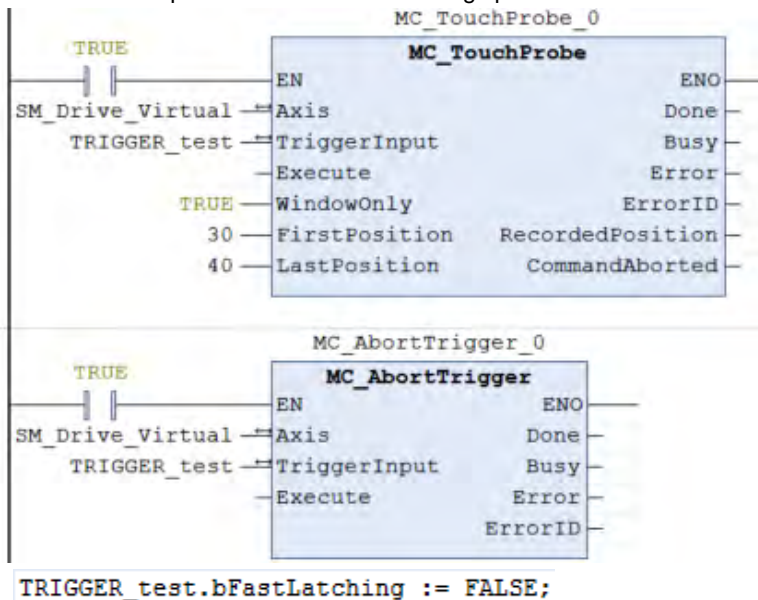 MC_TouchProbe_0
TRUE
MC_TouchProbe
EN ENO
SM_Drive_Virtual Axis Done
TRIGGER_test TriggerInput Busy
Execute Error
TRUE WindowOnly ErrorID
30 FirstPosition RecordedPosition
40 LastPosition CommandAborted
MC_AbortTrigger_0
TRUE
MC_AbortTrigger
EN ENO
SM_Drive_Virtual Axis Done
TRIGGER_test TriggerInput Busy
Execute Error
ErrorID
TRIGGER_test.bFastLatching := FALSE;